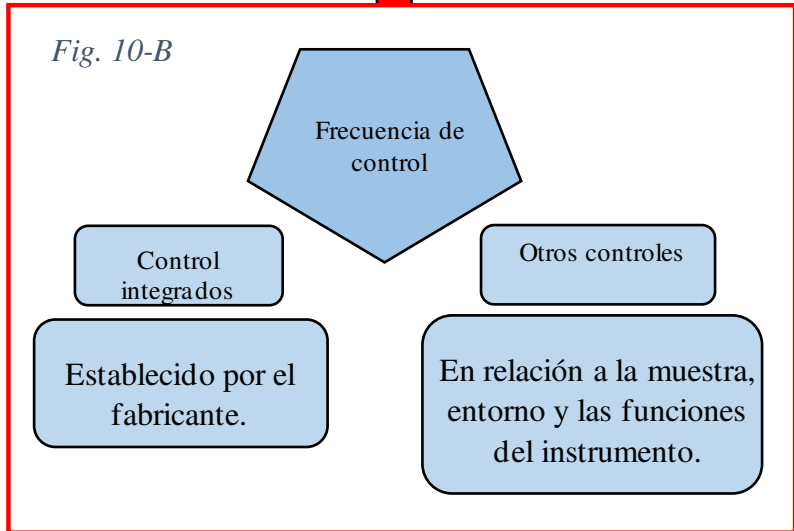 Fig. 10-B
Frecuencia de
control
Control
integrados
Otros controles
Establecido por el
fabricante.
En relación a la muestra,
entorno y las funciones
del instrumento.